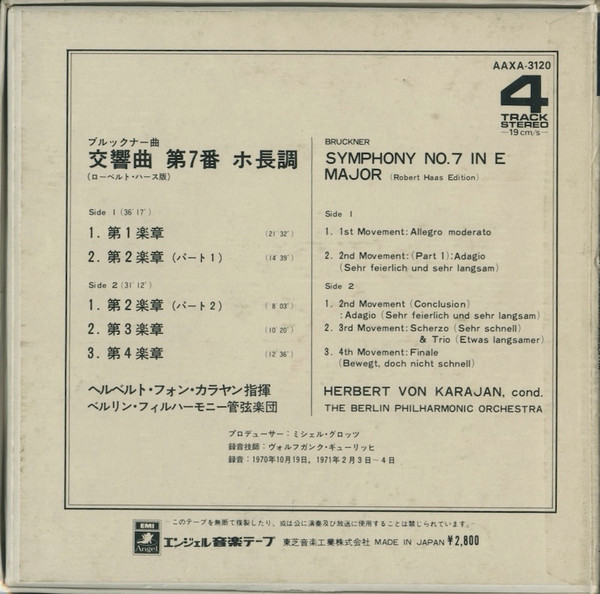 AAXA-3120
4
TRACK
STEREO
—19cm/s—
ブルックナー曲
交響曲 第7番 ホ長調
(ローベルト・ハース版)
Side 1 (36'17")
1. 第1楽章 (21'32")
2. 第2楽章 (パート1) (14'39")
Side 2 (31'12")
1. 第2楽章 (パート2) (8'03")
2. 第3楽章 (10'20")
3. 第4楽章 (12'36")
ヘルベルト・フォン・カラヤン指揮
ベルリン・フィルハーモニー管弦楽団
BRUCKNER
SYMPHONY NO.7 IN E
MAJOR (Robert Haas Edition)
Side 1
1. 1st Movement: Allegro moderato
2. 2nd Movement: (Part 1): Adagio
(Sehr feierlich und sehr langsam)
Side 2
1. 2nd Movement (Conclusion)
: Adagio (Sehr feierlich und sehr langsam)
2. 3rd Movement: Scherzo (Sehr schnell)
& Trio (Etwas langsamer)
3. 4th Movement: Finale
(Bewegt, doch nicht schnell)
HERBERT VON KARAJAN, cond.
THE BERLIN PHILHARMONIC ORCHESTRA
プロデューサー：ミシェル・グロッツ
録音技師：ヴォルフガンク・ギューリッヒ
録音：1970年10月19日, 1971年2月3日〜4日
—このテープを無断で複製したり、或は公に演奏及び放送に使用することは禁じられています。—
EMI
Angel
エンジェル音楽テープ 東芝音楽工業株式会社 MADE IN JAPAN ¥2,800